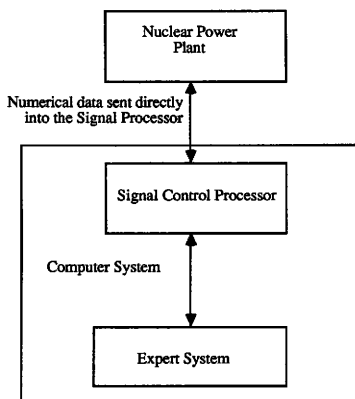 Nuclear Power
Plant
Numerical data sent directly
into the Signal Processor
Signal Control Processor
Computer System
Expert System